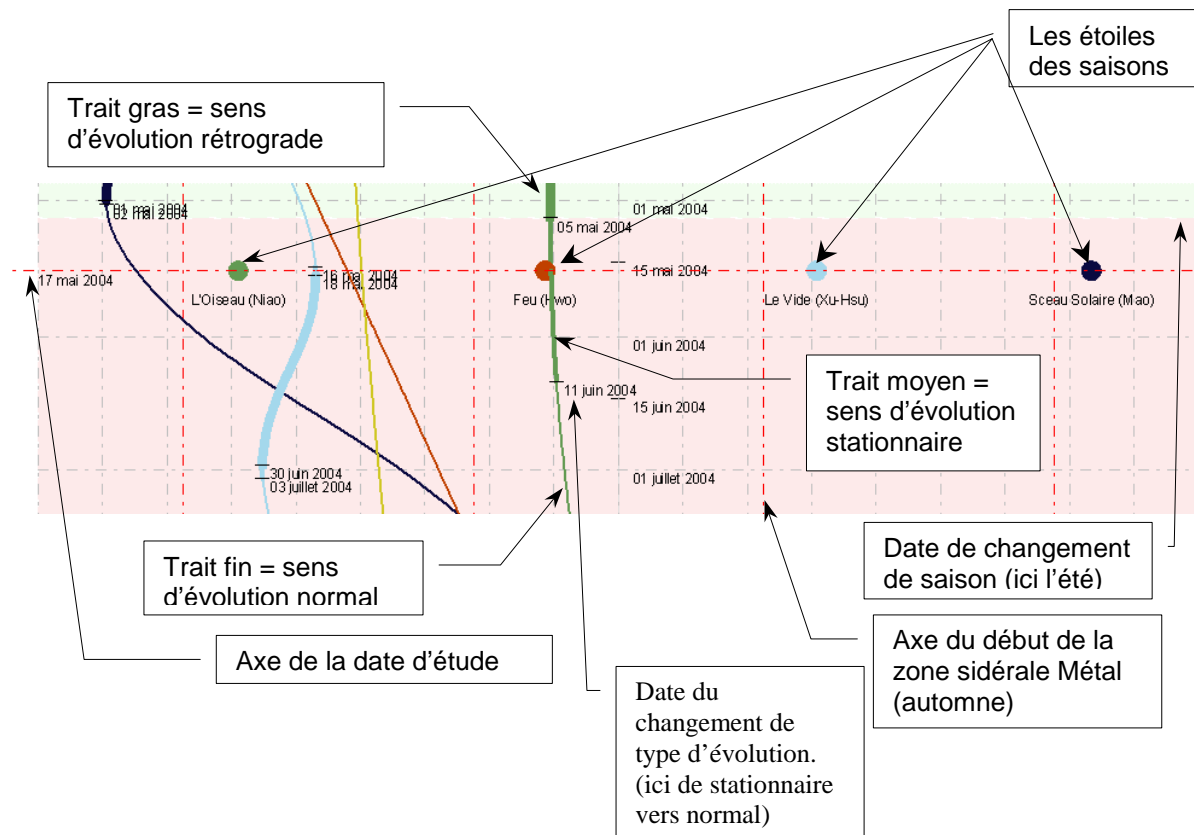 Les étoiles
des saisons
Trait gras = sens
d'évolution rétrograde
01 mai 2004
02 mai 2004
01 mai 2004
05 mai 2004
17 mai 2004
16 mai 2004
18 mai 2004
15 mai 2004
L'Oiseau (Niao)
Feu (Hwo)
Le Vide (Xu-Hsu)
Sceau Solaire (Mao)
01 juin 2004
11 juin 2004
15 juin 2004
Trait moyen =
sens d'évolution
stationnaire
30 juin 2004
03 juillet 2004
01 juillet 2004
Trait fin = sens
d'évolution normal
Date de changement
de saison (ici l'été)
Axe de la date d'étude
Axe du début de la
zone sidérale Métal
(automne)
Date du
changement de
type d'évolution.
(ici de stationnaire
vers normal)